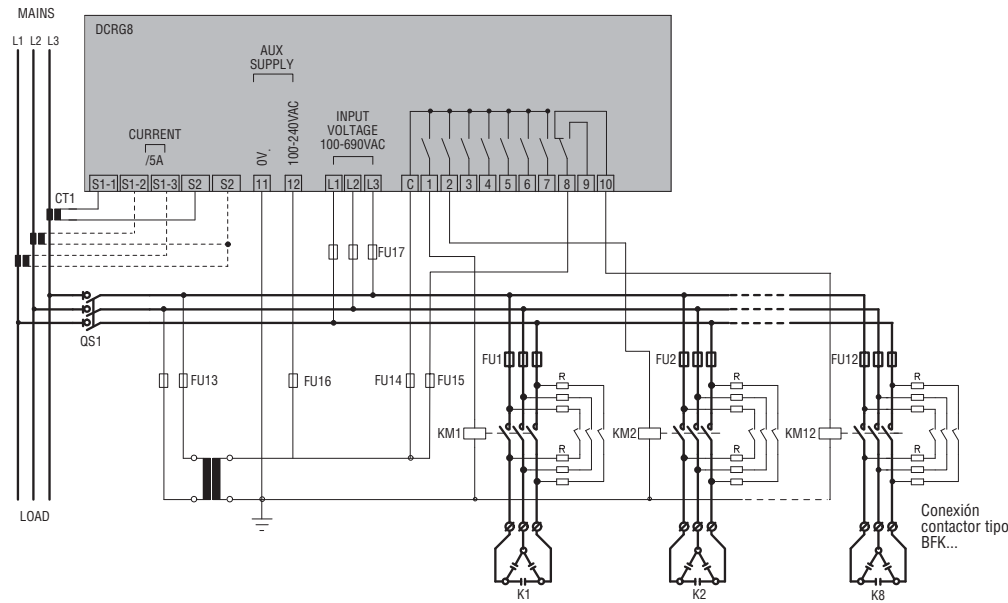 MAINS
L1 L2 L3
DCRG8
AUX
SUPPLY
0V.
100-240VAC
INPUT
VOLTAGE
100-690VAC
CURRENT
/5A
S1-1 S1-2 S1-3 S2 S2 11 12 L1 L2 L3 C 1 2 3 4 5 6 7 8 9 10
CT1
FU17
QS1
FU1 FU2 FU12
FU13 FU16 FU14 FU15
R R R
KM1 KM2 KM12
R R R
LOAD
Conexión
contactor tipo
BFK...
K1 K2 K8